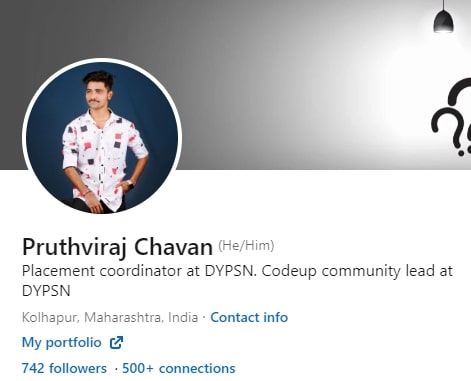 Pruthviraj Chavan (He/Him)
Placement coordinator at DYPSN. Codeup community lead at
DYPSN
Kolhapur, Maharashtra, India · Contact info
My portfolio
742 followers · 500+ connections